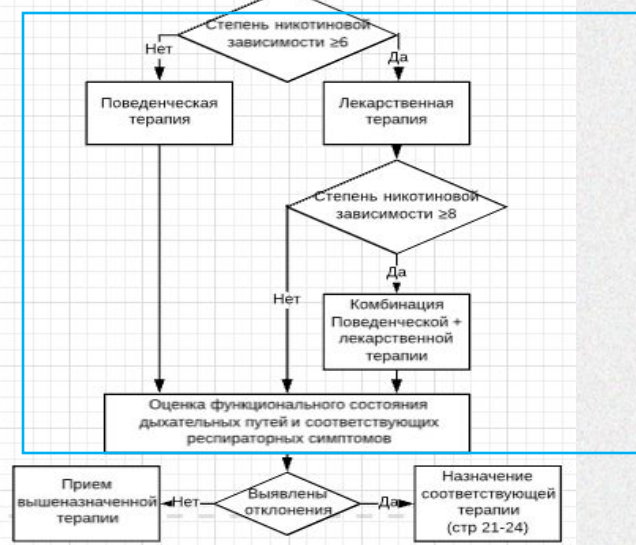 Степень никотиновой
зависимости ≥6
Нет
Да
Поведенческая
терапия
Лекарственная
терапия
Степень никотиновой
зависимости ≥8
Да
Нет
Комбинация
Поведенческой +
лекарственной
терапии
Оценка функционального состояния
дыхательных путей и соответствующих
респираторных симптомов
Прием
вышеназначенной
терапии
Нет
Выявлены
отклонения
Да
Назначение
соответствующей
терапии
(стр 21-24)